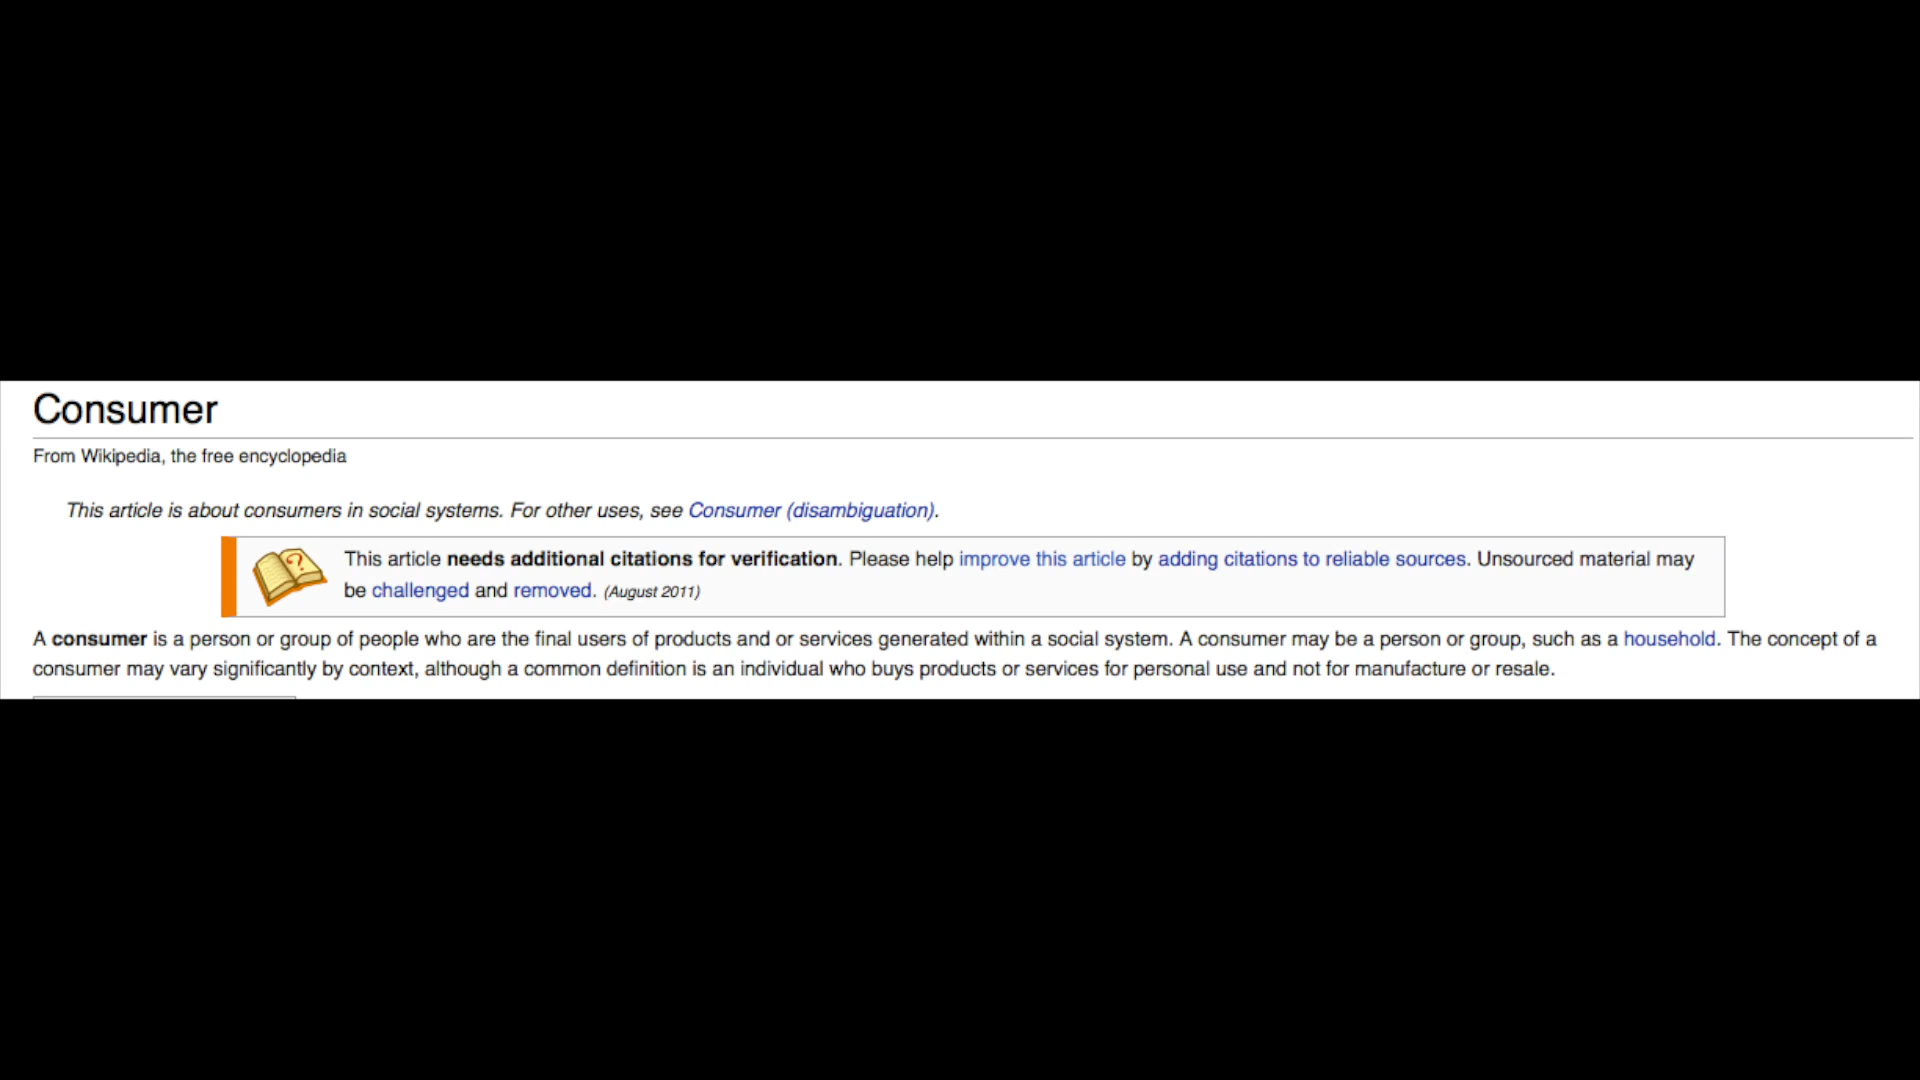 Consumer
From Wikipedia, the free encyclopedia
This article is about consumers in social systems. For other uses, see Consumer (disambiguation).
This article needs additional citations for verification. Please help improve this article by adding citations to reliable sources. Unsourced material may
be challenged and removed. (August 2011)
A consumer is a person or group of people who are the final users of products and or services generated within a social system. A consumer may be a person or group, such as a household. The concept of a
consumer may vary significantly by context, although a common definition is an individual who buys products or services for personal use and not for manufacture or resale.